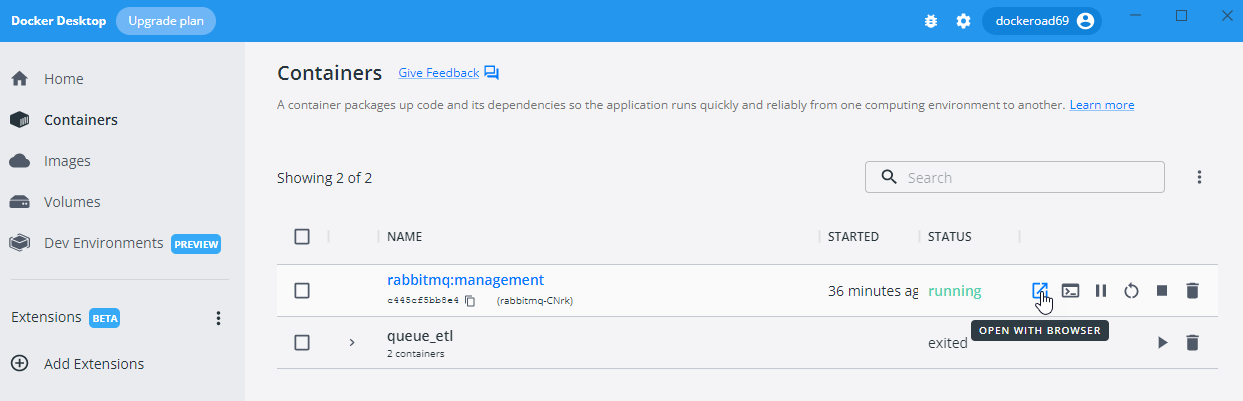 Docker Desktop Upgrade plan dockeroad69
Home
Containers
Images
Volumes
Dev Environments PREVIEW
Extensions BETA
Add Extensions
Containers Give Feedback
A container packages up code and its dependencies so the application runs quickly and reliably from one computing environment to another. Learn more
Showing 2 of 2 Search
NAME STARTED STATUS
rabbitmq:management 36 minutes ag running
c445cf5bb8e4 (rabbitmq-CNrk)
OPEN WITH BROWSER
queue_etl exited
2 containers